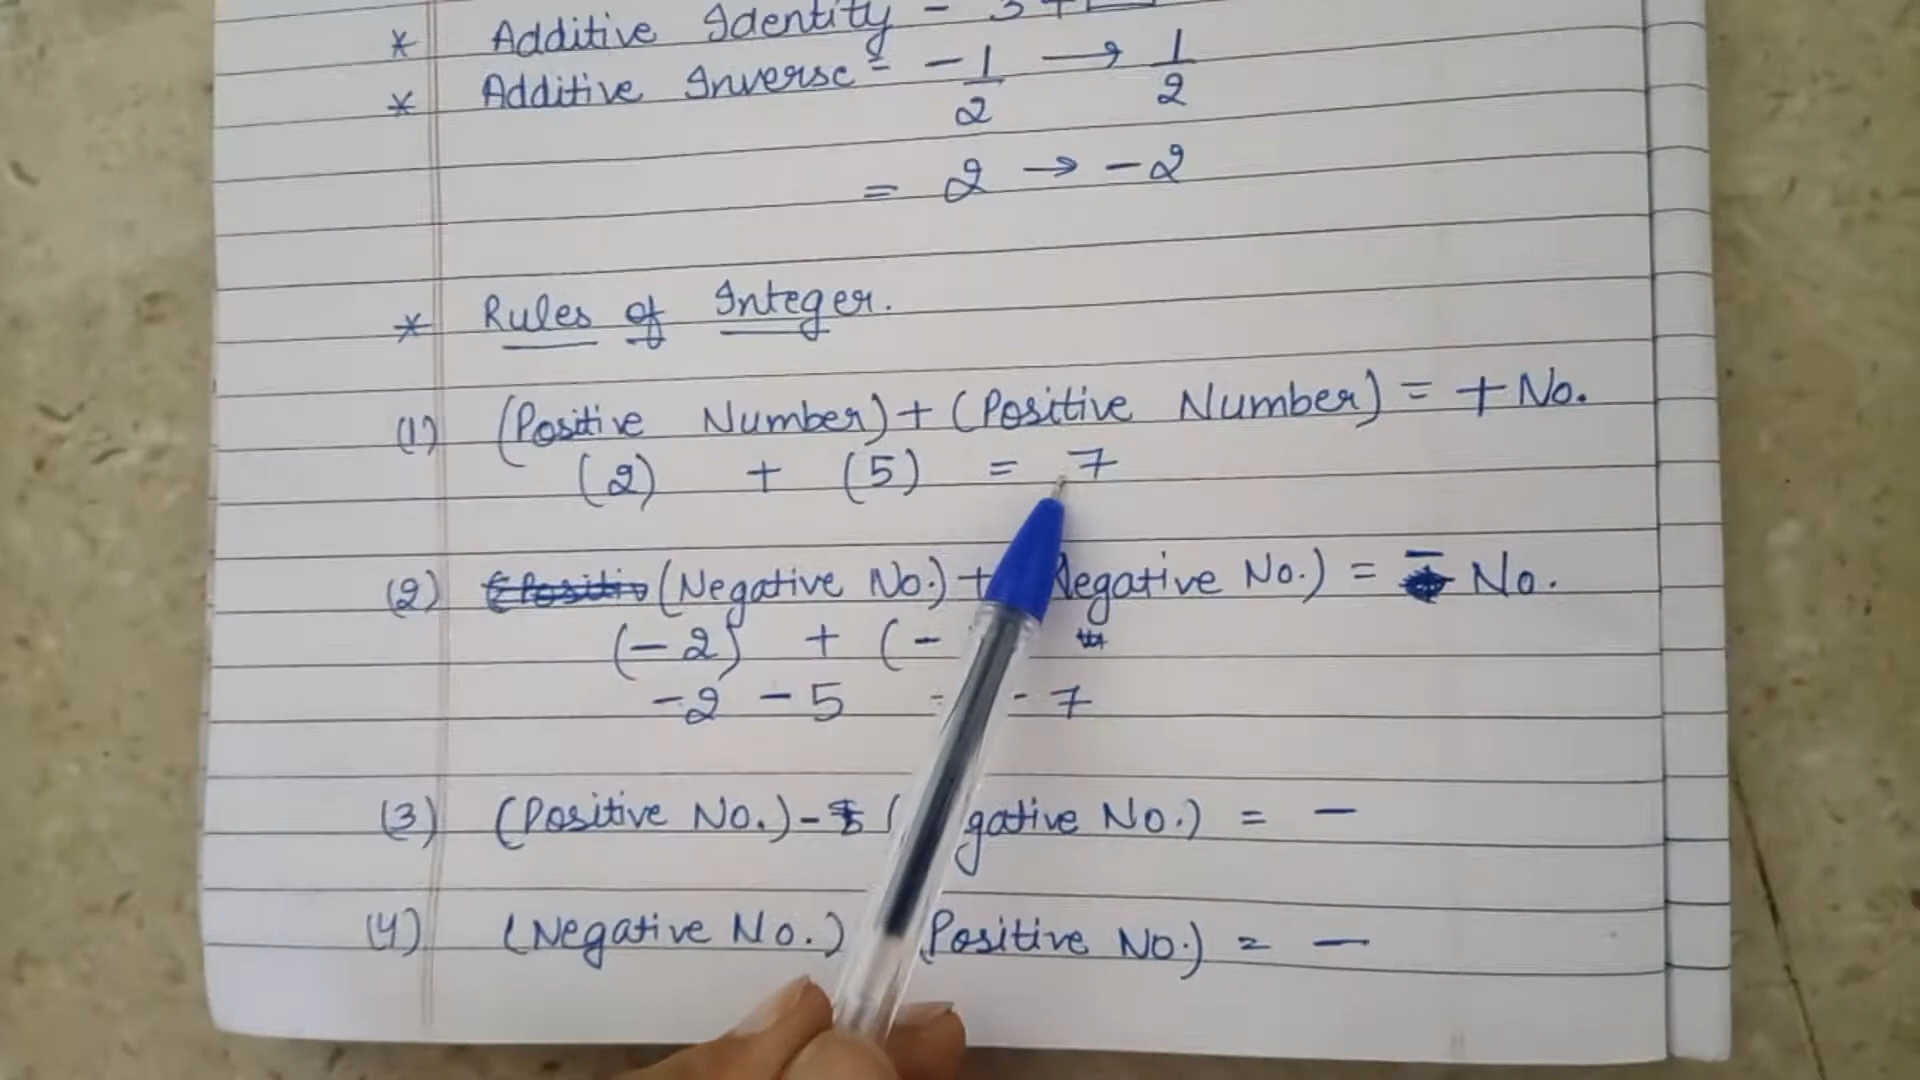 * Additive Identity - 3 +
* Additive Inverse = -1/2 → 1/2
= 2 → -2
* Rules of Integer.
(1) (Positive Number) + (Positive Number) = + No.
(2) + (5) = 7
(2) (Negative No.) + Negative No.) = - No.
(-2) + (-
-2 -5 = -7
(3) (Positive No.) - ( gative No.) = -
(4) (Negative No.) (Positive No.) = -